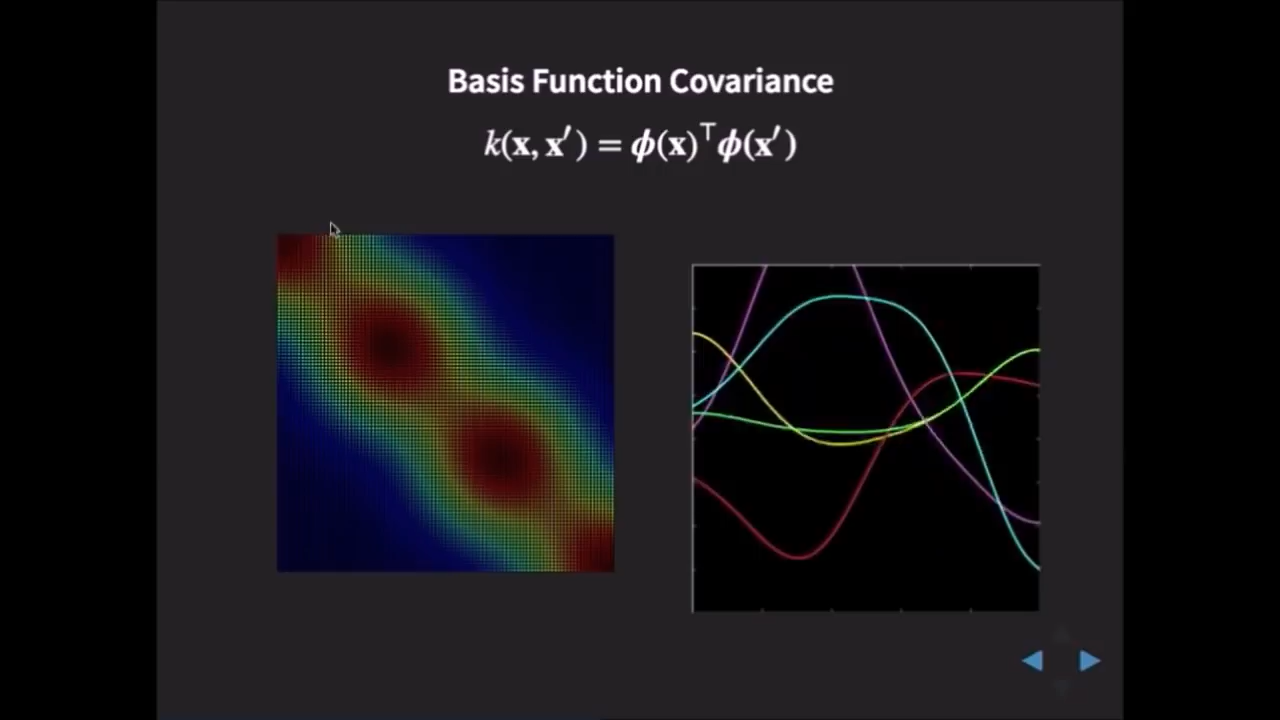 Basis Function Covariance
k(x, x′) = ϕ(x)⊤ϕ(x′)